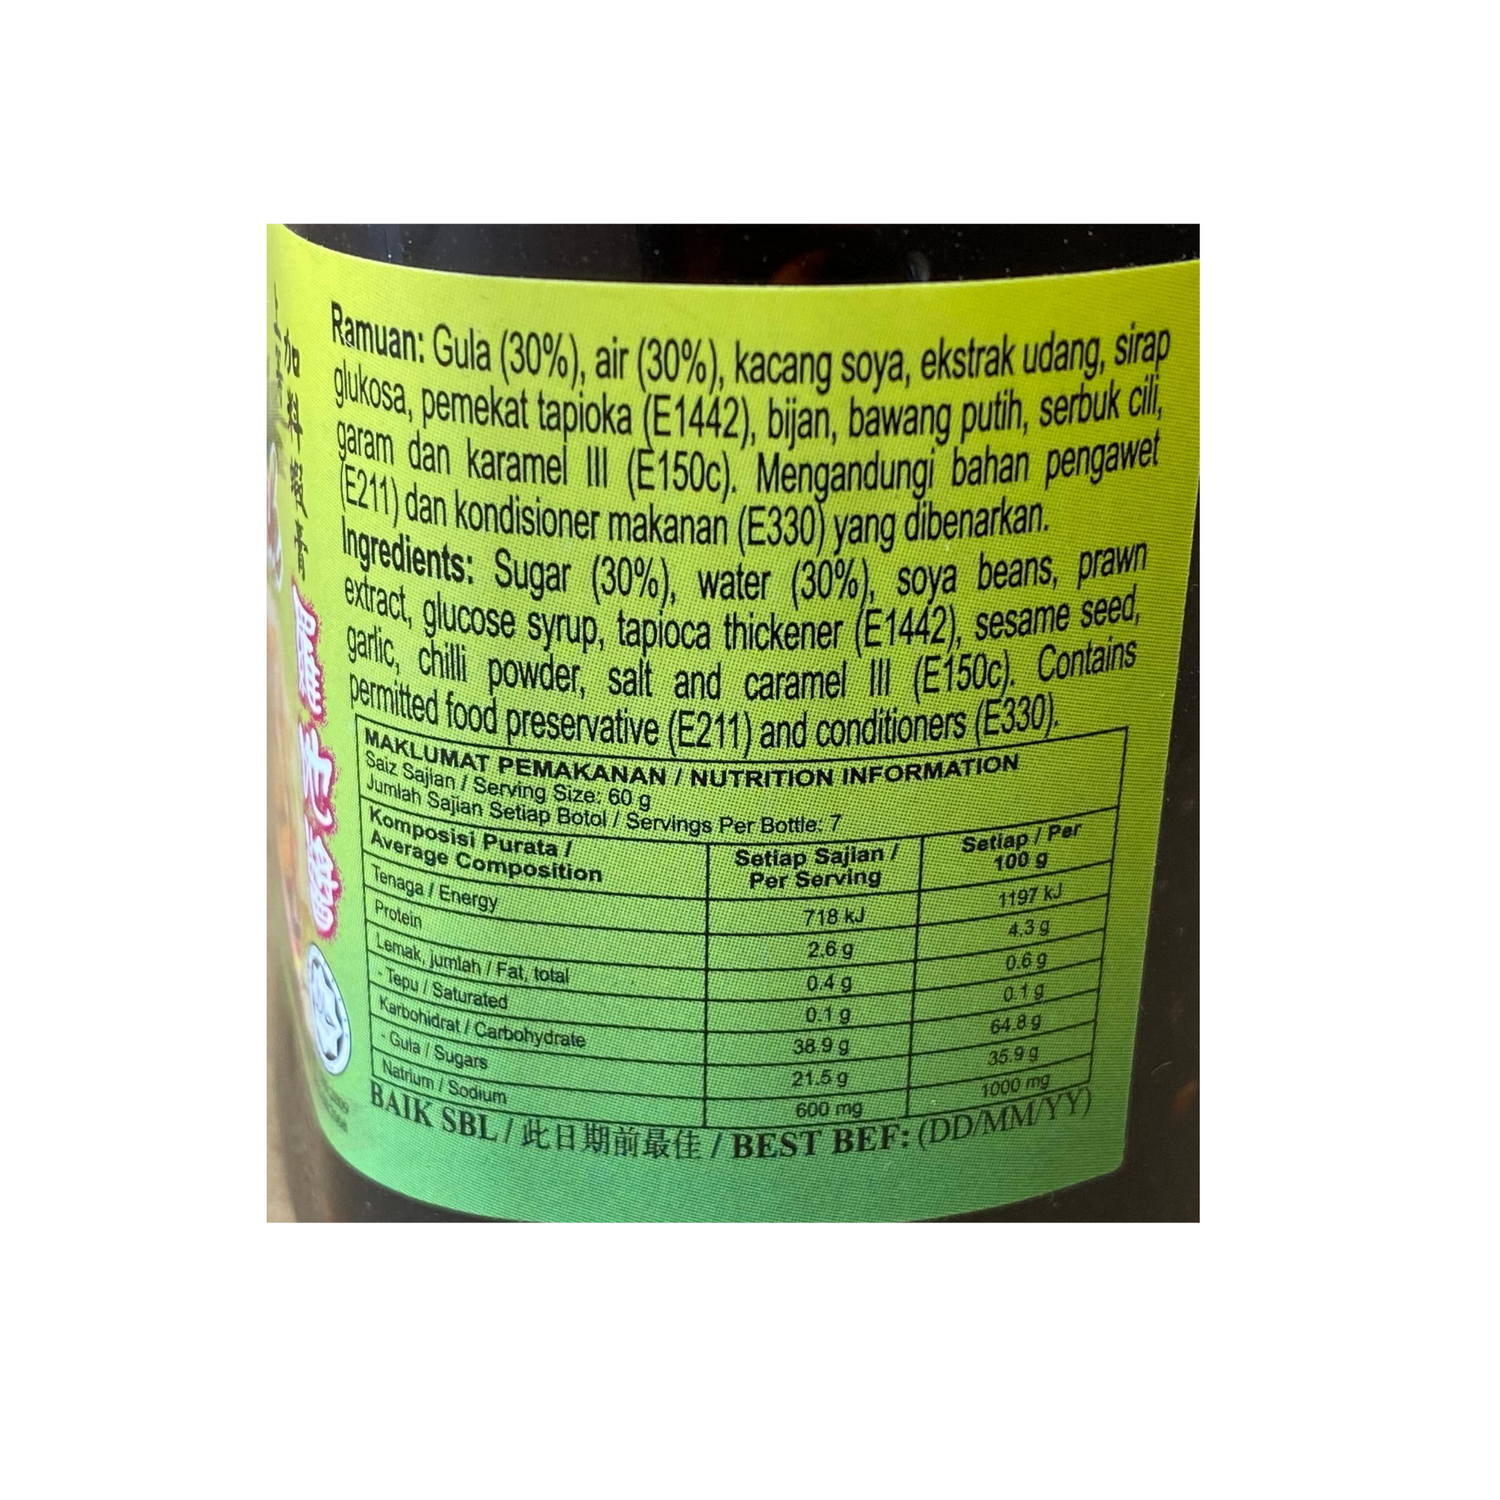 Ramuan: Gula (30%), air (30%), kacang soya, ekstrak udang, sirap
glukosa, pemekat tapioka (E1442), bijan, bawang putih, serbuk cili,
garam dan karamel III (E150c). Mengandungi bahan pengawet
(E211) dan kondisioner makanan (E330) yang dibenarkan.
Ingredients: Sugar (30%), water (30%), soya beans, prawn
extract, glucose syrup, tapioca thickener (E1442), sesame seed,
garlic, chilli powder, salt and caramel III (E150c). Contains
permitted food preservative (E211) and conditioners (E330).
MAKLUMAT PEMAKANAN / NUTRITION INFORMATION
Saiz Sajian / Serving Size: 60 g
Jumlah Sajian Setiap Botol / Servings Per Bottle: 7
Komposisi Purata / Average Composition Setiap Sajian / Per Serving Setiap / Per 100 g
Tenaga / Energy 718 kJ 1197 kJ
Protein 2.6 g 4.3 g
Lemak, jumlah / Fat, total 0.4 g 0.6 g
- Tepu / Saturated 0.1 g 0.1 g
Karbohidrat / Carbohydrate 38.9 g 64.8 g
- Gula / Sugars 21.5 g 35.9 g
Natrium / Sodium 600 mg 1000 mg
BAIK SBL / 此日期前最佳 / BEST BEF: (DD/MM/YY)
加料蝦膏